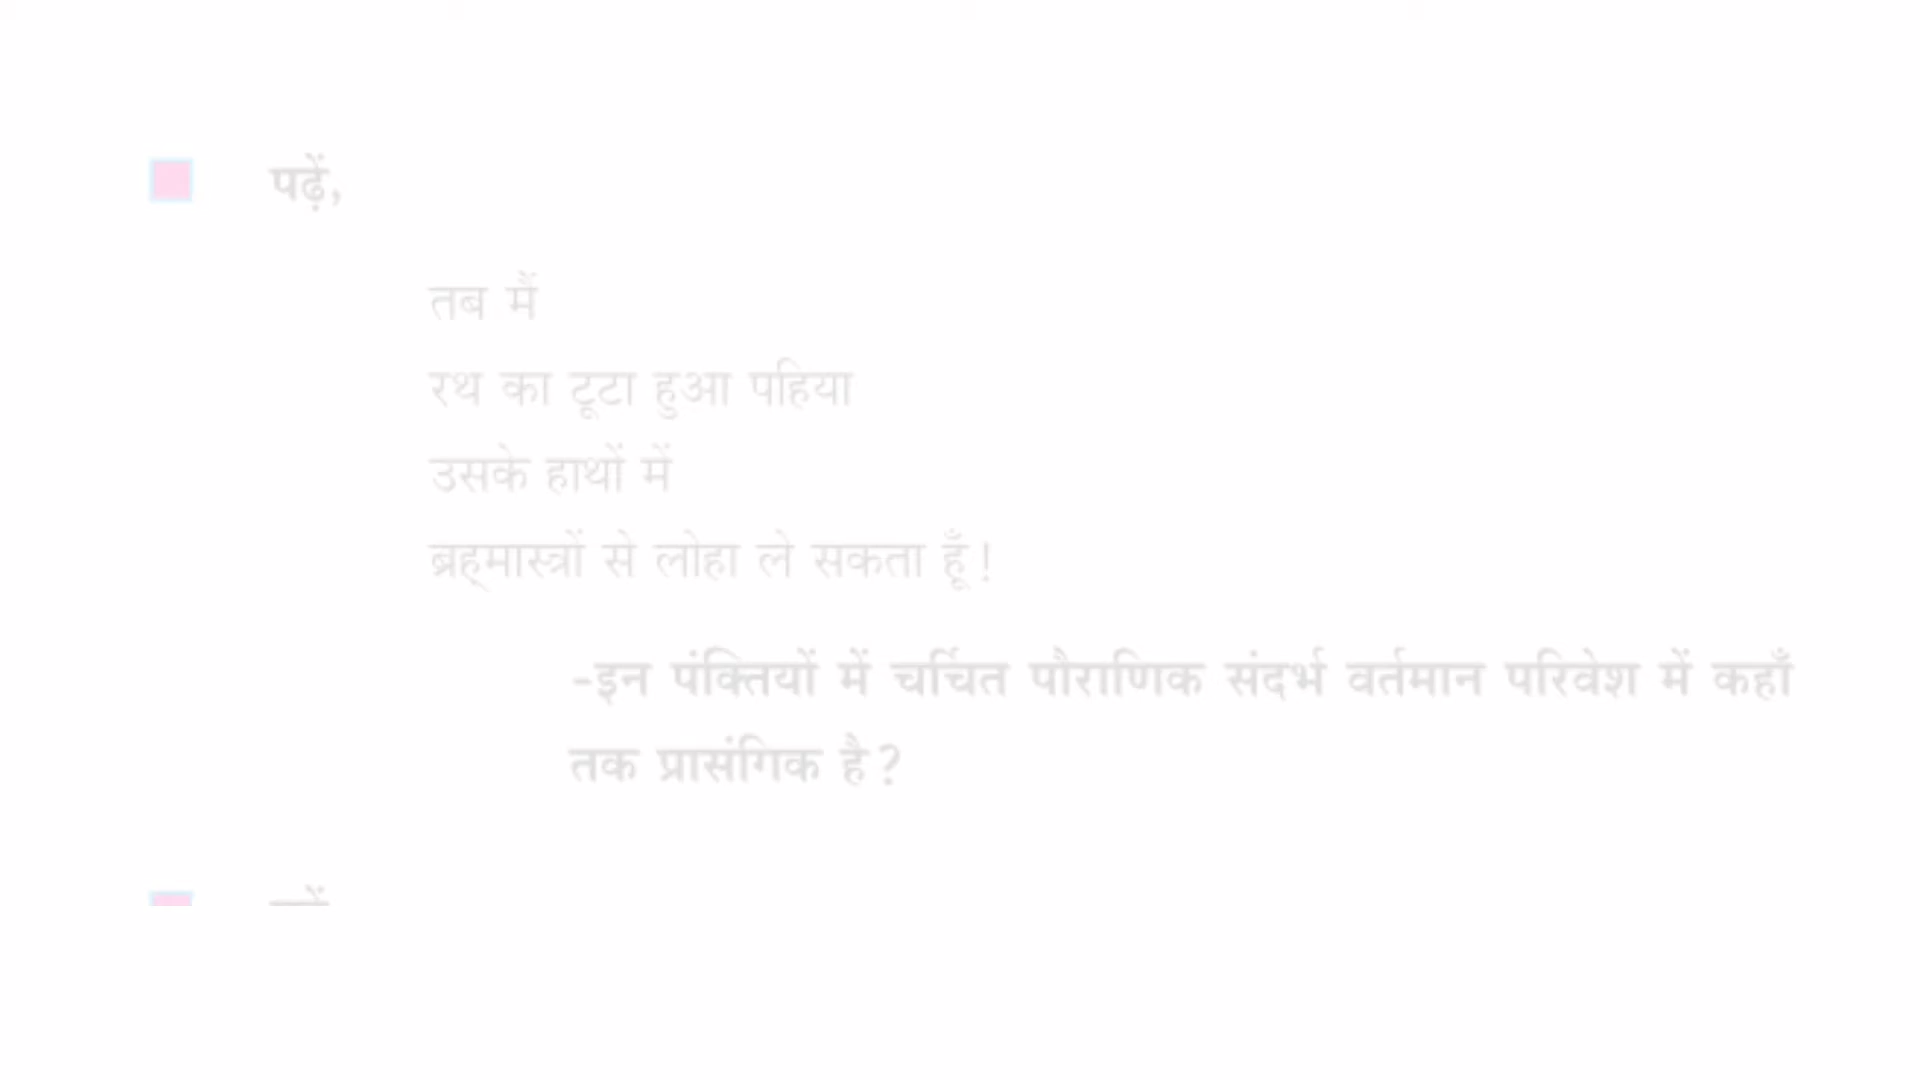 पढ़ें,
तब मैं
रथ का टूटा हुआ पहिया
उसके हाथों में
ब्रह्मास्त्रों से लोहा ले सकता हूँ!
-इन पंक्तियों में चर्चित पौराणिक संदर्भ वर्तमान परिवेश में कहाँ
तक प्रासंगिक है?